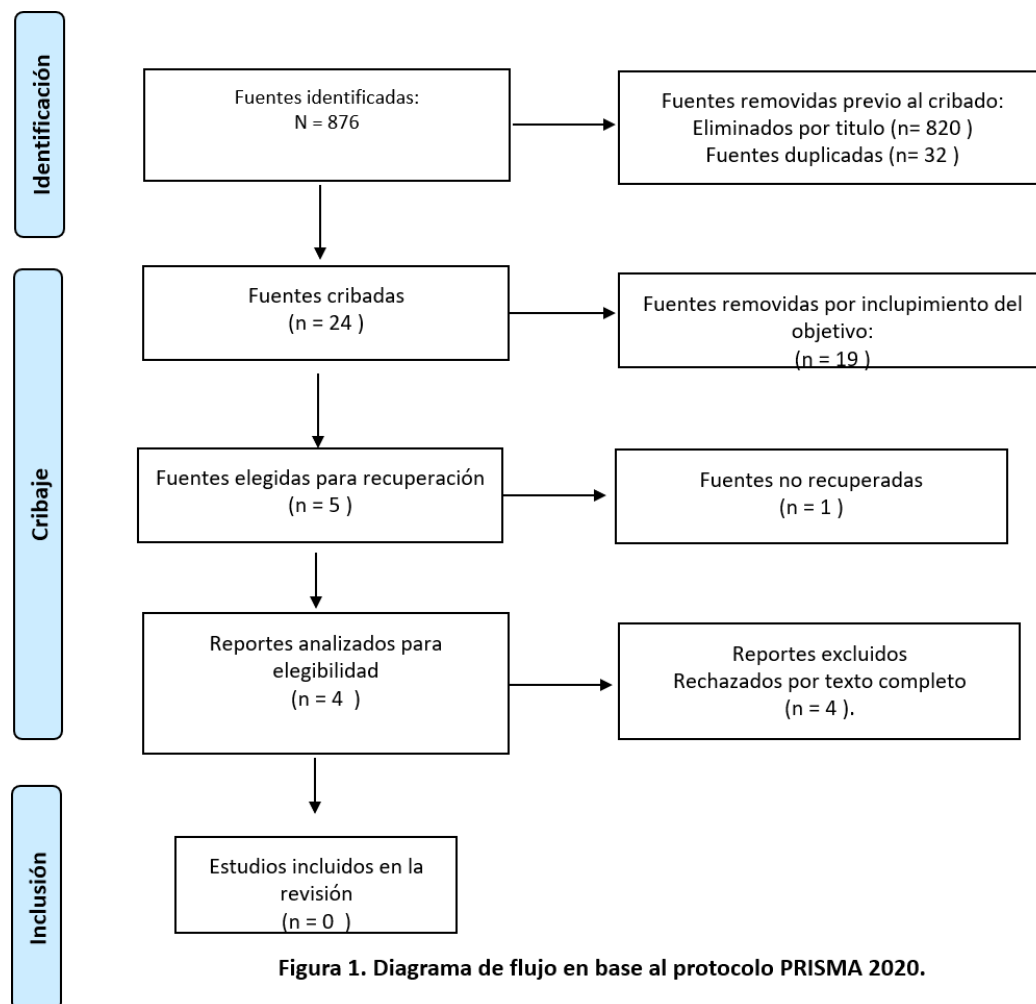 Identificación
Fuentes identificadas:
N = 876
Fuentes removidas previo al cribado:
Eliminados por titulo (n= 820 )
Fuentes duplicadas (n= 32 )
Cribaje
Fuentes cribadas
(n = 24 )
Fuentes removidas por inclupimiento del
objetivo:
(n = 19 )
Fuentes elegidas para recuperación
(n = 5 )
Fuentes no recuperadas
(n = 1 )
Reportes analizados para
elegibilidad
(n = 4 )
Reportes excluidos
Rechazados por texto completo
(n = 4 ).
Inclusión
Estudios incluidos en la
revisión
(n = 0 )
Figura 1. Diagrama de flujo en base al protocolo PRISMA 2020.